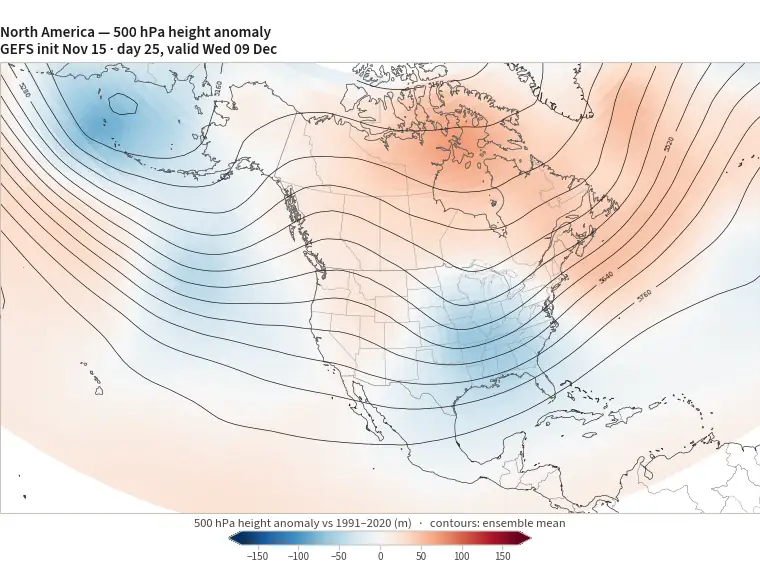 North America — 500 hPa height anomaly
GEFS init Nov 15 · day 25, valid Wed 09 Dec
5280
5160
5160
5520
5640
5760
500 hPa height anomaly vs 1991–2020 (m) · contours: ensemble mean
−150 −100 −50 0 50 100 150